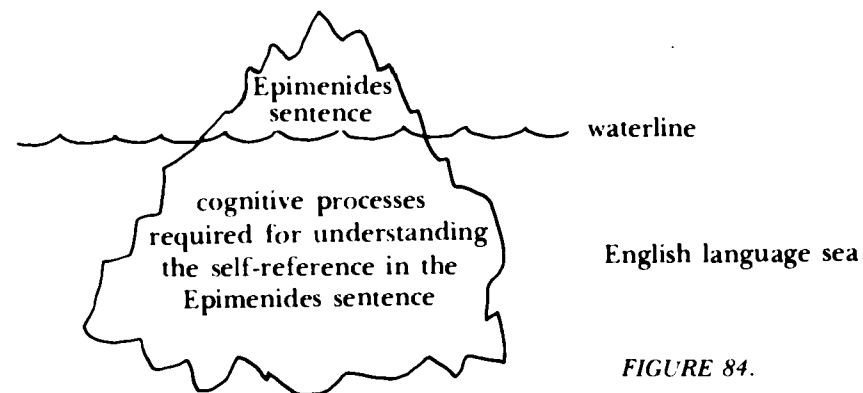 Epimenides
sentence
waterline
cognitive processes
required for understanding
the self-reference in the
Epimenides sentence
English language sea
FIGURE 84.